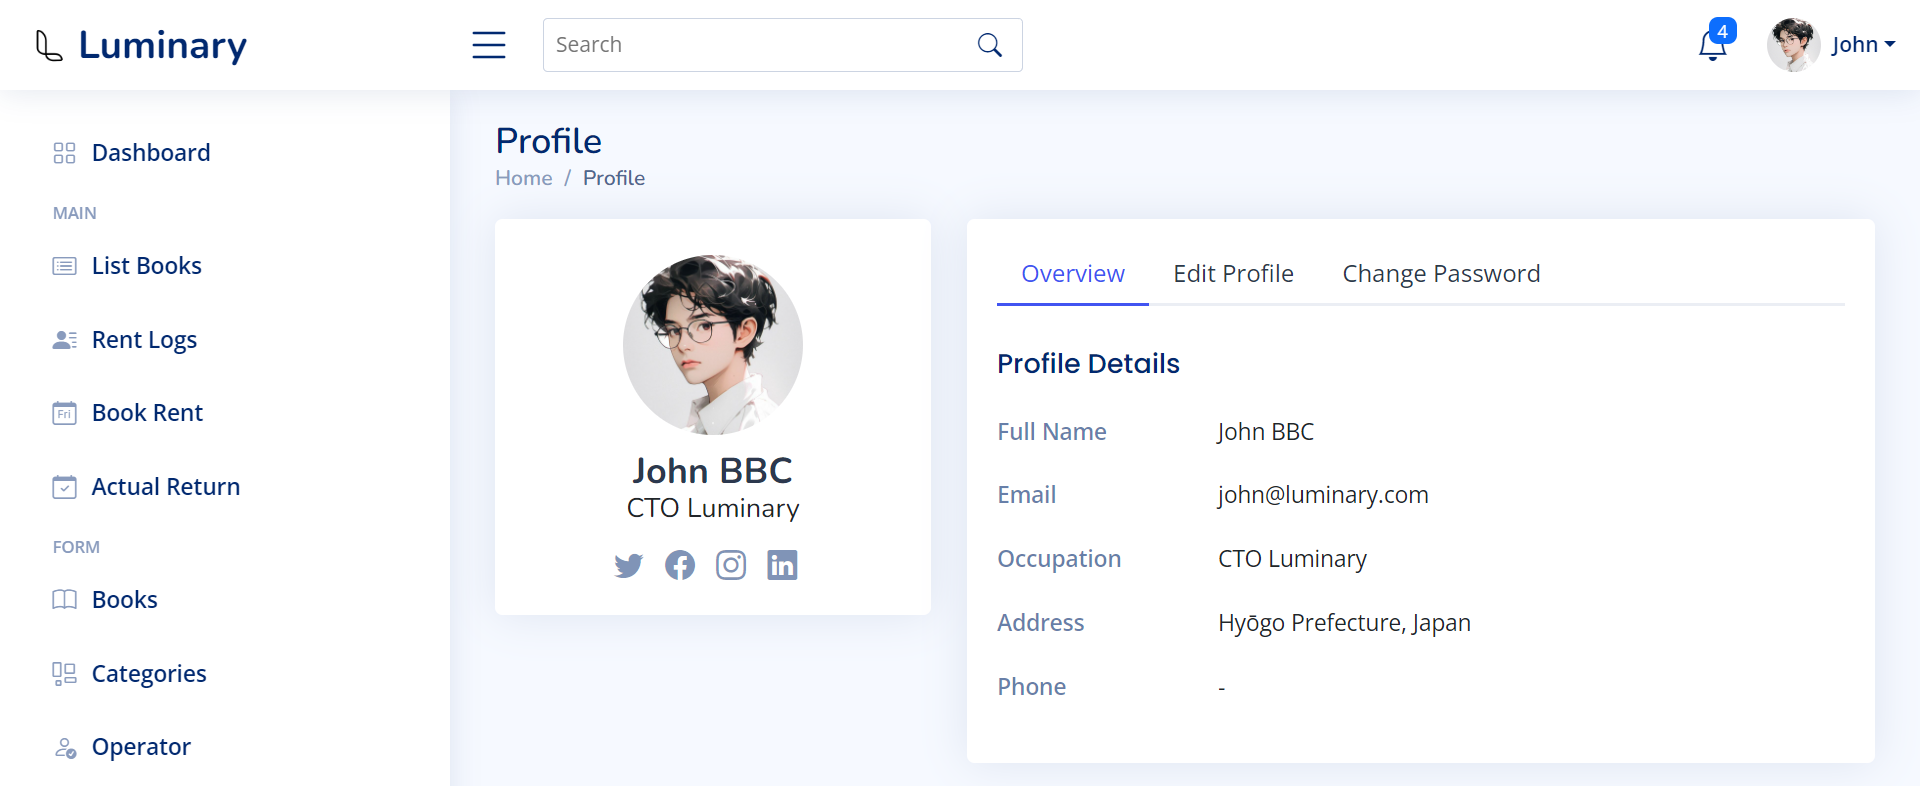 Luminary
Search
4
John
Dashboard
MAIN
List Books
Rent Logs
Fri
Book Rent
Actual Return
FORM
Books
Categories
Operator
Profile
Home / Profile
John BBC
CTO Luminary
Overview Edit Profile Change Password
Profile Details
Full Name John BBC
Email john@luminary.com
Occupation CTO Luminary
Address Hyōgo Prefecture, Japan
Phone -